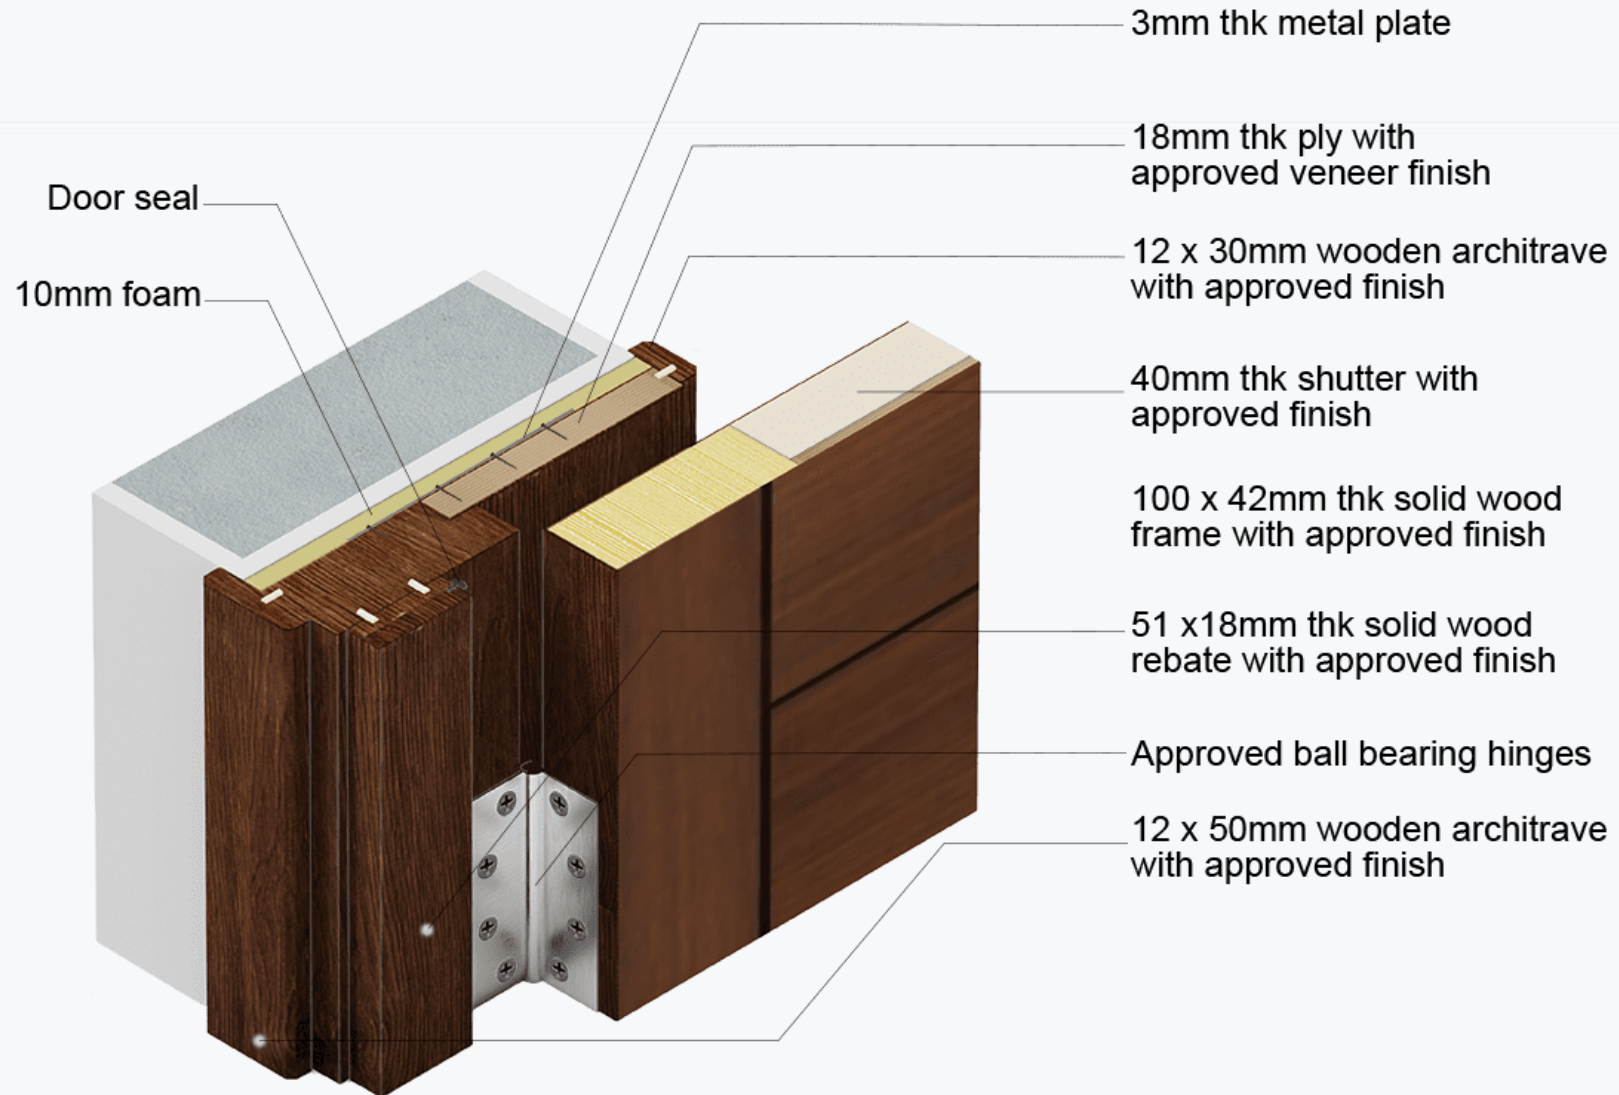 3mm thk metal plate
18mm thk ply with
approved veneer finish
Door seal
12 x 30mm wooden architrave
with approved finish
10mm foam
40mm thk shutter with
approved finish
100 x 42mm thk solid wood
frame with approved finish
51 x18mm thk solid wood
rebate with approved finish
Approved ball bearing hinges
12 x 50mm wooden architrave
with approved finish